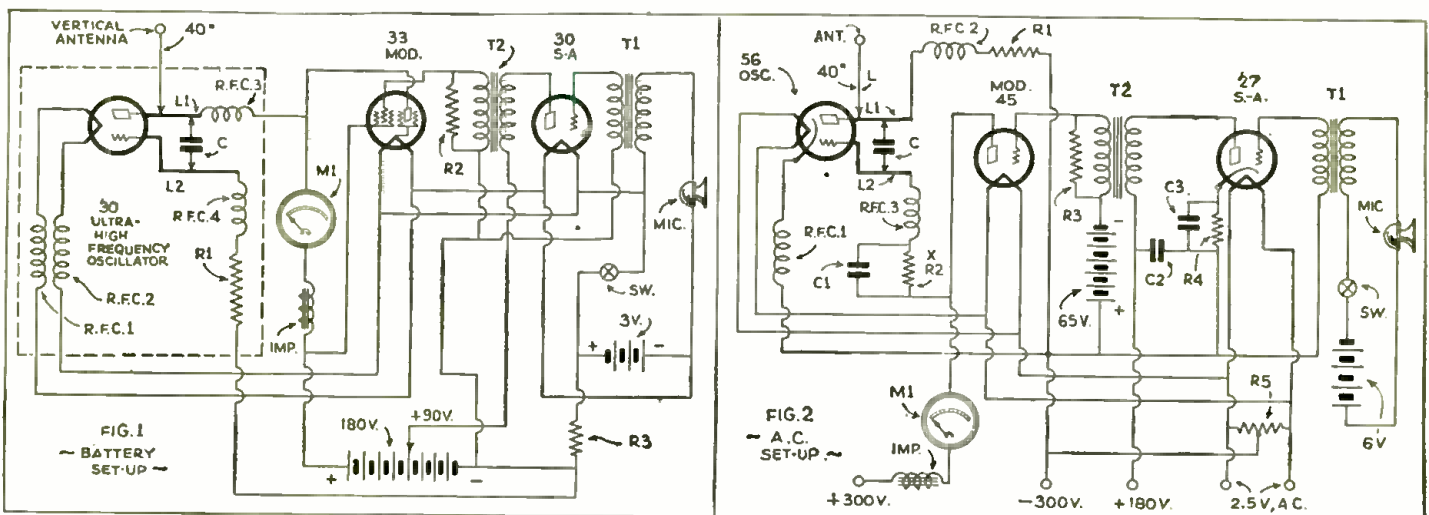 VERTICAL
ANTENNA
40"
R.F.C.3
L1
C
L2
R.F.C.4
30
ULTRA-
HIGH
FREQUENCY
OSCILLATOR
R1
R.F.C.2
R.F.C.1
M1
IMP.
33
MOD.
T2
30
S-A
T1
R2
MIC.
SW.
3V.
+ -
R3
180V.
+90V.
+ -
FIG.1
~ BATTERY
SET-UP ~
ANT.
56
OSC.
40"
L
L1
R.F.C.2
R1
C
L2
R.F.C.3
R.F.C.1
C1
X
R2
MOD.
45
T2
27
S.-A.
T1
R3
-
65V.
+
C3
C2
R4
MIC
SW.
R5
6V
M1
IMP.
FIG.2
~ A.C.
SET-UP. ~
+300V.
-300V.
+180V.
2.5V, A.C.